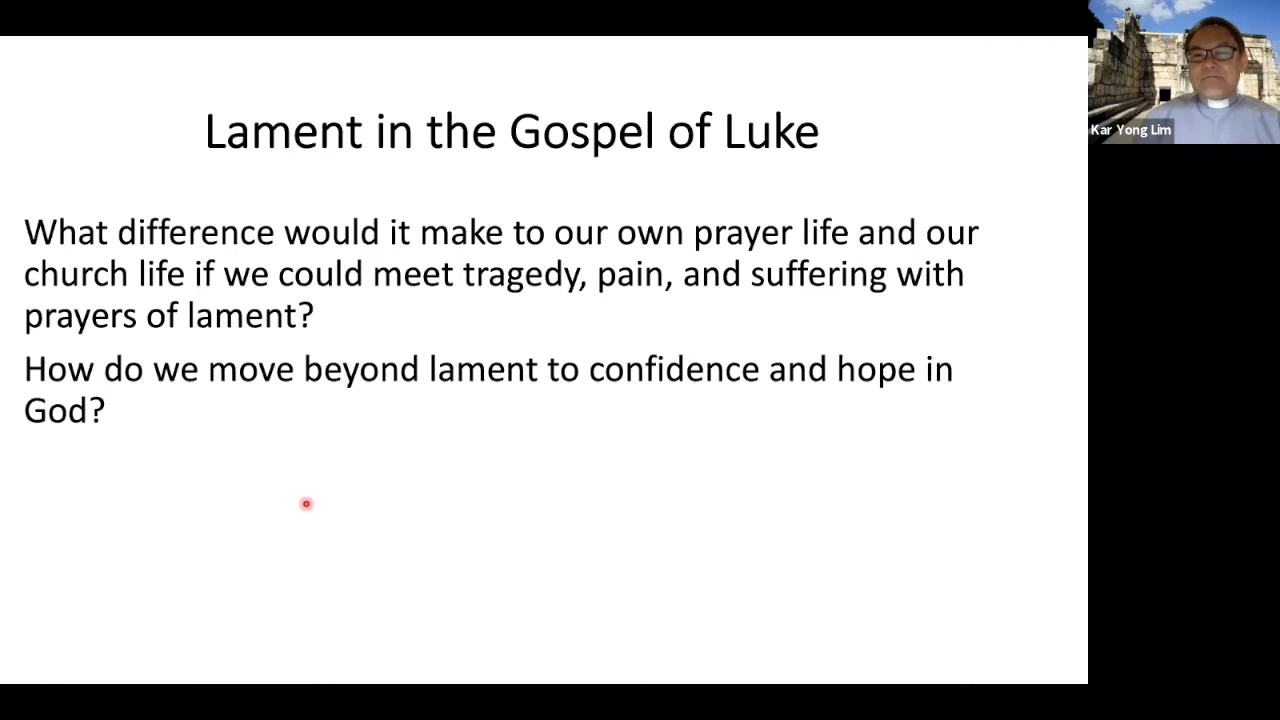 Lament in the Gospel of Luke
What difference would it make to our own prayer life and our
church life if we could meet tragedy, pain, and suffering with
prayers of lament?
How do we move beyond lament to confidence and hope in
God?
Kar Yong Lim